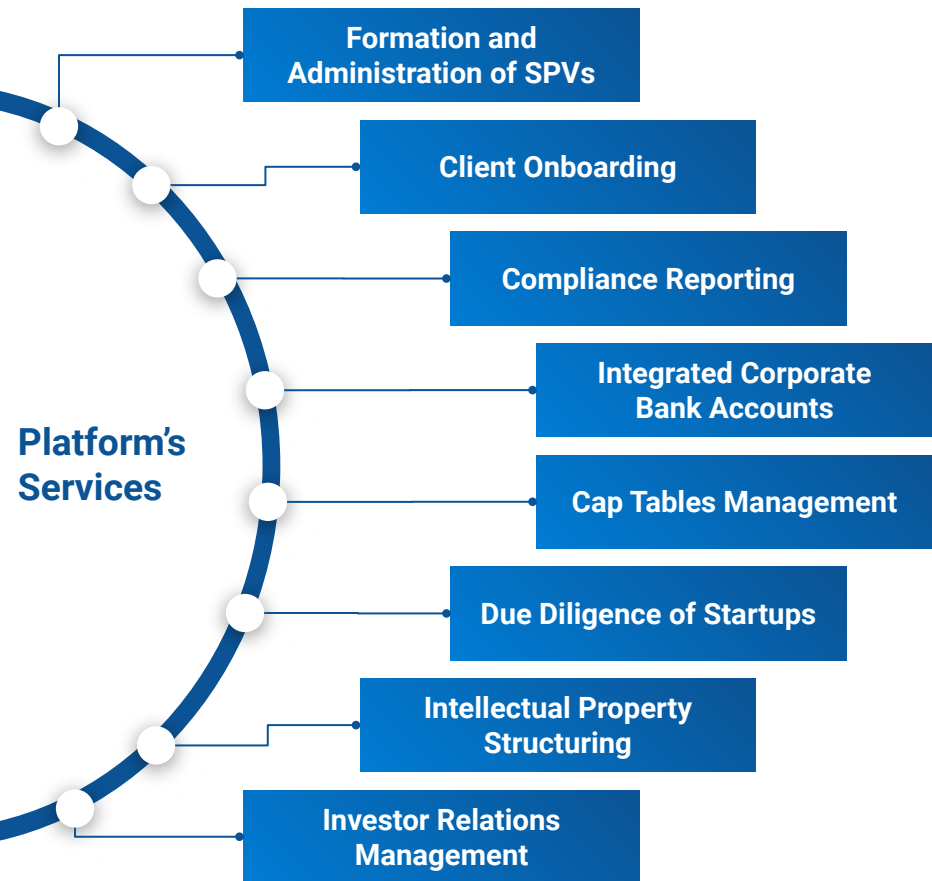 Formation and
Administration of SPVs
Client Onboarding
Compliance Reporting
Integrated Corporate
Bank Accounts
Platform’s
Services
Cap Tables Management
Due Diligence of Startups
Intellectual Property
Structuring
Investor Relations
Management